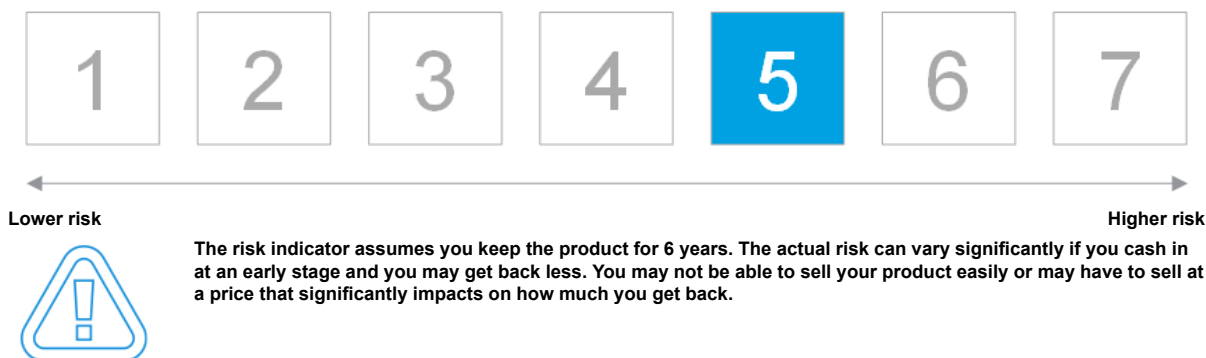 1 2 3 4 5 6 7
Lower risk Higher risk
The risk indicator assumes you keep the product for 6 years. The actual risk can vary significantly if you cash in
at an early stage and you may get back less. You may not be able to sell your product easily or may have to sell at
a price that significantly impacts on how much you get back.